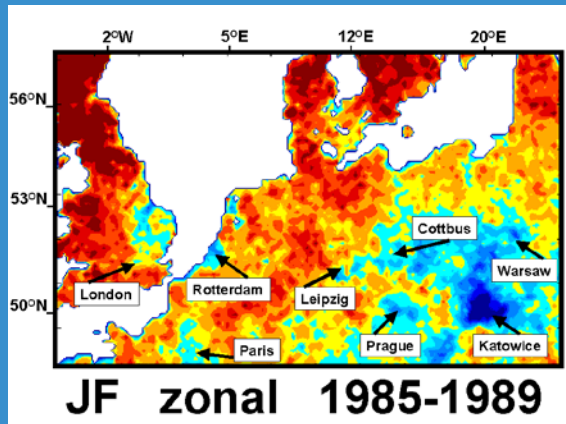 2°W 5°E 12°E 20°E
56°N
53°N
Cottbus
Warsaw
London
Rotterdam
Leipzig
50°N
Paris
Prague
Katowice
JF zonal 1985-1989